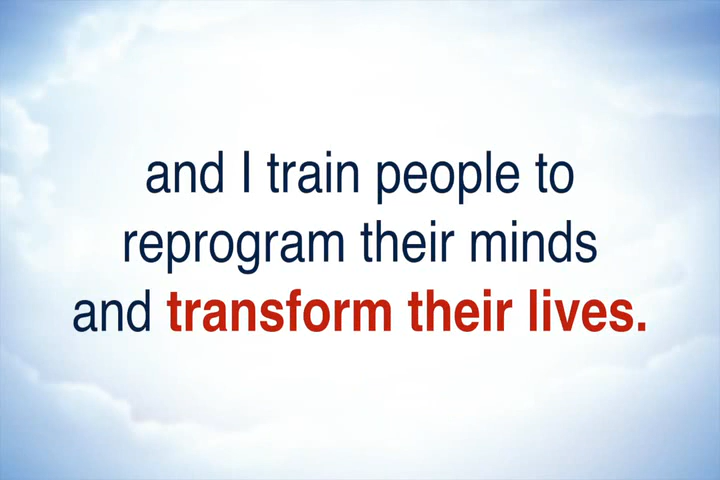 and I train people to
reprogram their minds
and transform their lives.